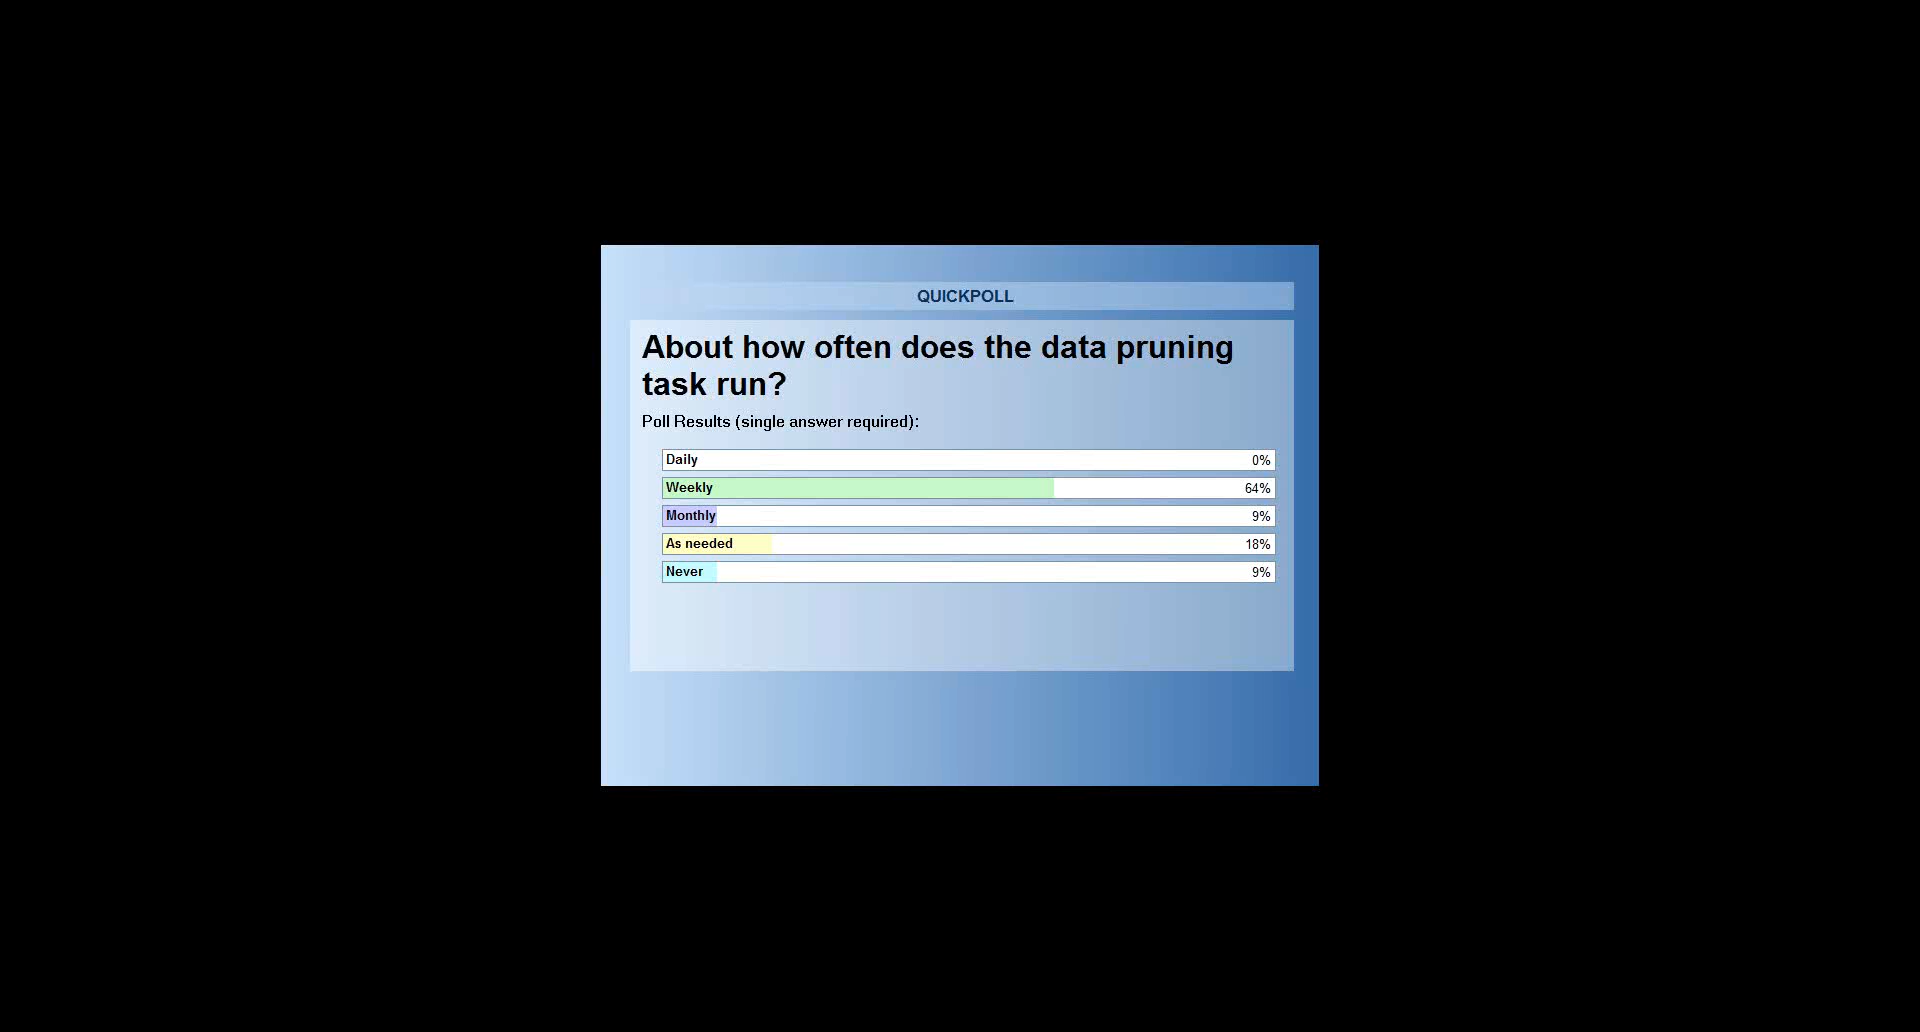 QUICKPOLL
About how often does the data pruning
task run?
Poll Results (single answer required):
Daily 0%
Weekly 64%
Monthly 9%
As needed 18%
Never 9%